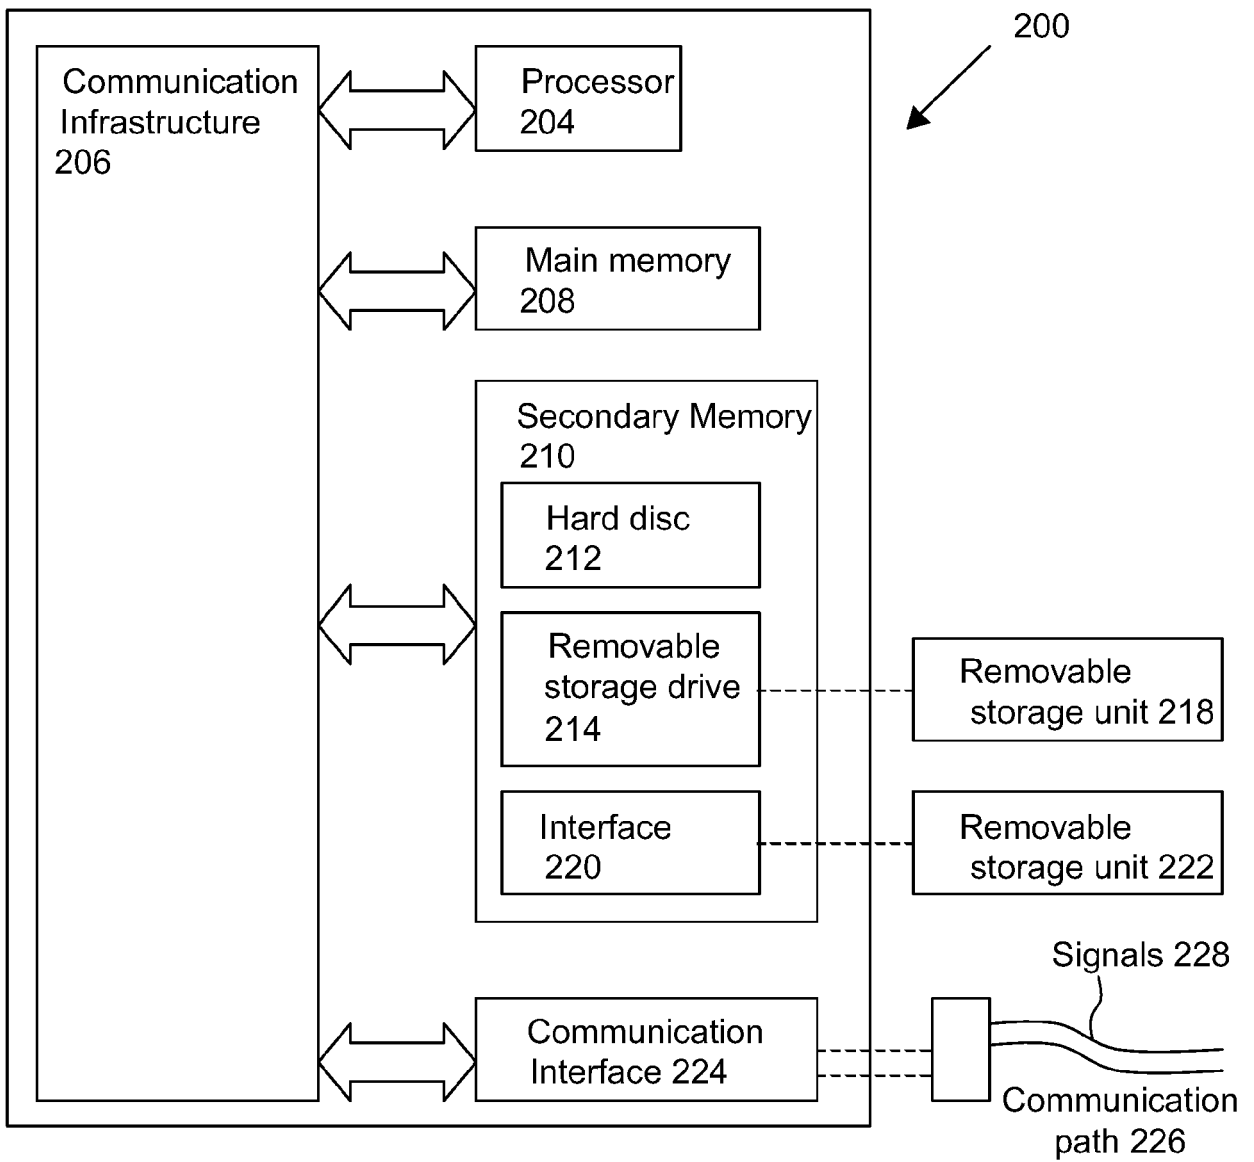 200
Communication
Infrastructure
206
Processor
204
Main memory
208
Secondary Memory
210
Hard disc
212
Removable
storage drive
214
Removable
storage unit 218
Interface
220
Removable
storage unit 222
Signals 228
Communication
Interface 224
Communication
path 226